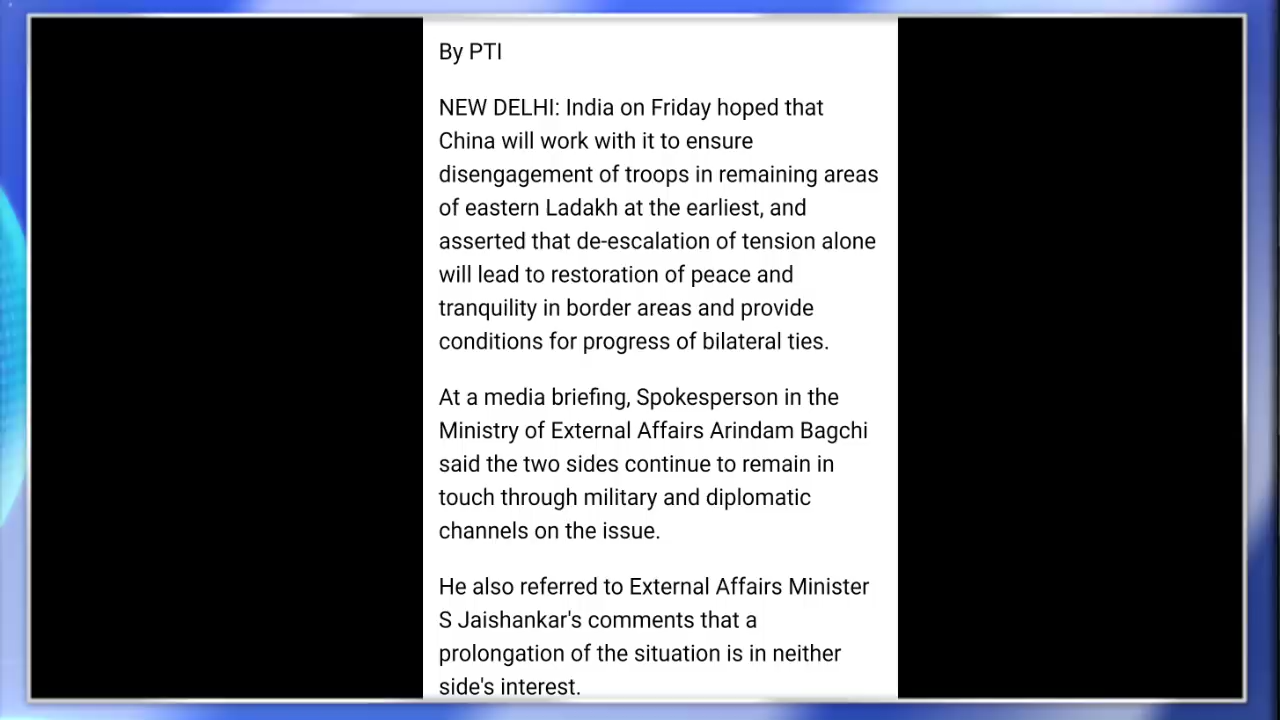 By PTI
NEW DELHI: India on Friday hoped that
China will work with it to ensure
disengagement of troops in remaining areas
of eastern Ladakh at the earliest, and
asserted that de-escalation of tension alone
will lead to restoration of peace and
tranquility in border areas and provide
conditions for progress of bilateral ties.
At a media briefing, Spokesperson in the
Ministry of External Affairs Arindam Bagchi
said the two sides continue to remain in
touch through military and diplomatic
channels on the issue.
He also referred to External Affairs Minister
S Jaishankar's comments that a
prolongation of the situation is in neither
side's interest.